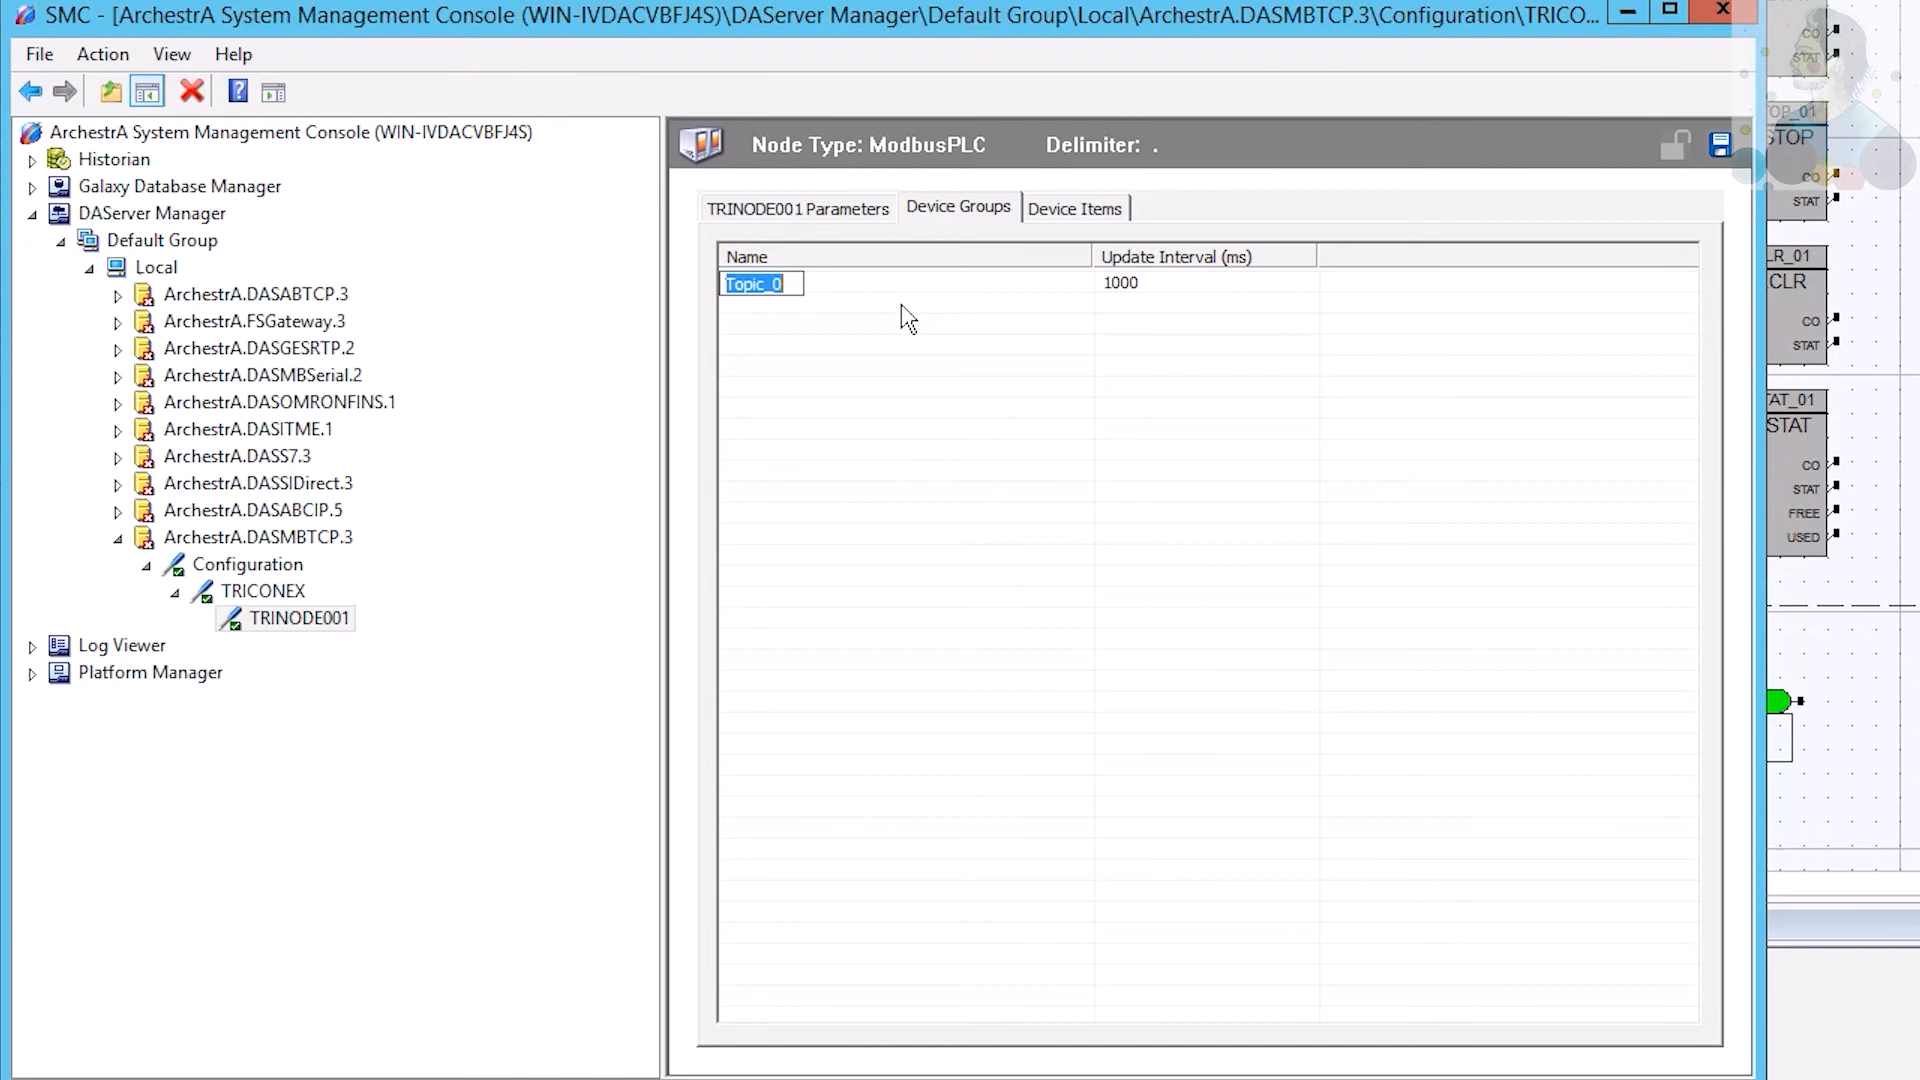 SMC - [ArchestrA System Management Console (WIN-IVDACVBFJ4S)\DAServer Manager\Default Group\Local\ArchestrA.DASMBTCP.3\Configuration\TRICO...
File Action View Help
ArchestrA System Management Console (WIN-IVDACVBFJ4S)
Historian
Galaxy Database Manager
DAServer Manager
Default Group
Local
ArchestrA.DASABTCP.3
ArchestrA.FSGateway.3
ArchestrA.DASGESRTP.2
ArchestrA.DASMBSerial.2
ArchestrA.DASOMRONFINS.1
ArchestrA.DASITME.1
ArchestrA.DASS7.3
ArchestrA.DASSIDirect.3
ArchestrA.DASABCIP.5
ArchestrA.DASMBTCP.3
Configuration
TRICONEX
TRINODE001
Log Viewer
Platform Manager
Node Type: ModbusPLC Delimiter: .
TRINODE001 Parameters Device Groups Device Items
Name Update Interval (ms)
Topic_0 1000
CO
STAT
TOP_01
STOP
CO
STAT
LR_01
CLR
CO
STAT
TAT_01
STAT
CO
STAT
FREE
USED